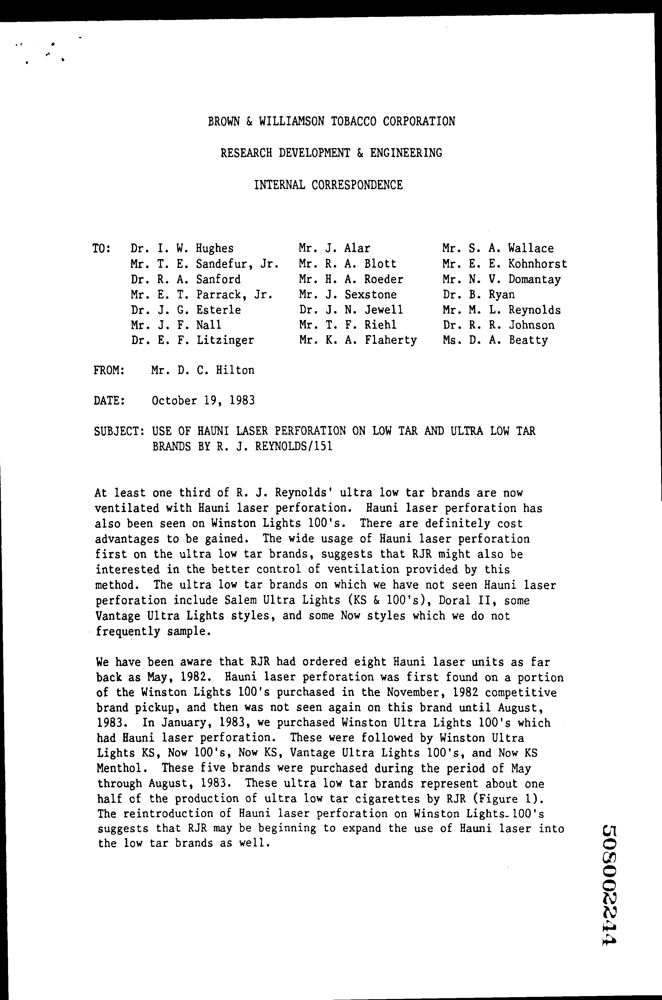 BROWN & WILLIAMSON TOBACCO CORPORATION
RESEARCH DEVELOPMENT & ENGINEERING
INTERNAL CORRESPONDENCE
TO: Dr. I. W. Hughes Mr. J. Alar Mr. S. A. Wallace
Mr. T. E. Sandefur, Jr. Mr. R. A. Blott Mr. E. E. Kohnhorst
Dr. R. A. Sanford Mr. H. A. Roeder Mr. N. V. Domantay
Mr. E. T. Parrack, Jr. Mr. J. Sexstone Dr. B. Ryan
Dr. J. G. Esterle Dr. J. N. Jewell Mr. M. L. Reynolds
Mr. J. F. Nall Mr. T. F. Riehl Dr. R. R. Johnson
Dr. E. F. Litzinger Mr. K. A. Flaherty Ms. D. A. Beatty
FROM: Mr. D. C. Hilton
DATE: October 19, 1983
SUBJECT: USE OF HAUNI LASER PERFORATION ON LOW TAR AND ULTRA LOW TAR
BRANDS BY R. J. REYNOLDS/151
At least one third of R. J. Reynolds' ultra low tar brands are now
ventilated with Hauni laser perforation. Hauni laser perforation has
also been seen on Winston Lights 100's. There are definitely cost
advantages to be gained. The wide usage of Hauni laser perforation
first on the ultra low tar brands, suggests that RJR might also be
interested in the better control of ventilation provided by this
method. The ultra low tar brands on which we have not seen Hauni laser
perforation include Salem Ultra Lights (KS & 100's), Doral II, some
Vantage Ultra Lights styles, and some Now styles which we do not
frequently sample.
We have been aware that RJR had ordered eight Hauni laser units as far
back as May, 1982. Hauni laser perforation was first found on a portion
of the Winston Lights 100's purchased in the November, 1982 competitive
brand pickup, and then was not seen again on this brand until August,
1983. In January, 1983, we purchased Winston Ultra Lights 100's which
had Hauni laser perforation. These were followed by Winston Ultra
Lights KS, Now 100's, Now KS, Vantage Ultra Lights 100's, and Now KS
Menthol. These five brands were purchased during the period of May
through August, 1983. These ultra low tar brands represent about one
half of the production of ultra low tar cigarettes by RJR (Figure 1).
The reintroduction of Hauni laser perforation on Winston Lights 100's
suggests that RJR may be beginning to expand the use of Hauni laser into
the low tar brands as well.
508002244